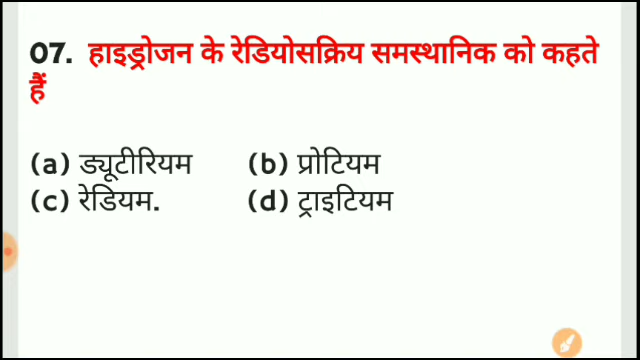 07. हाइड्रोजन के रेडियोसक्रिय समस्थानिक को कहते
हैं
(a) ड्यूटीरियम (b) प्रोटियम
(c) रेडियम. (d) ट्राइटियम